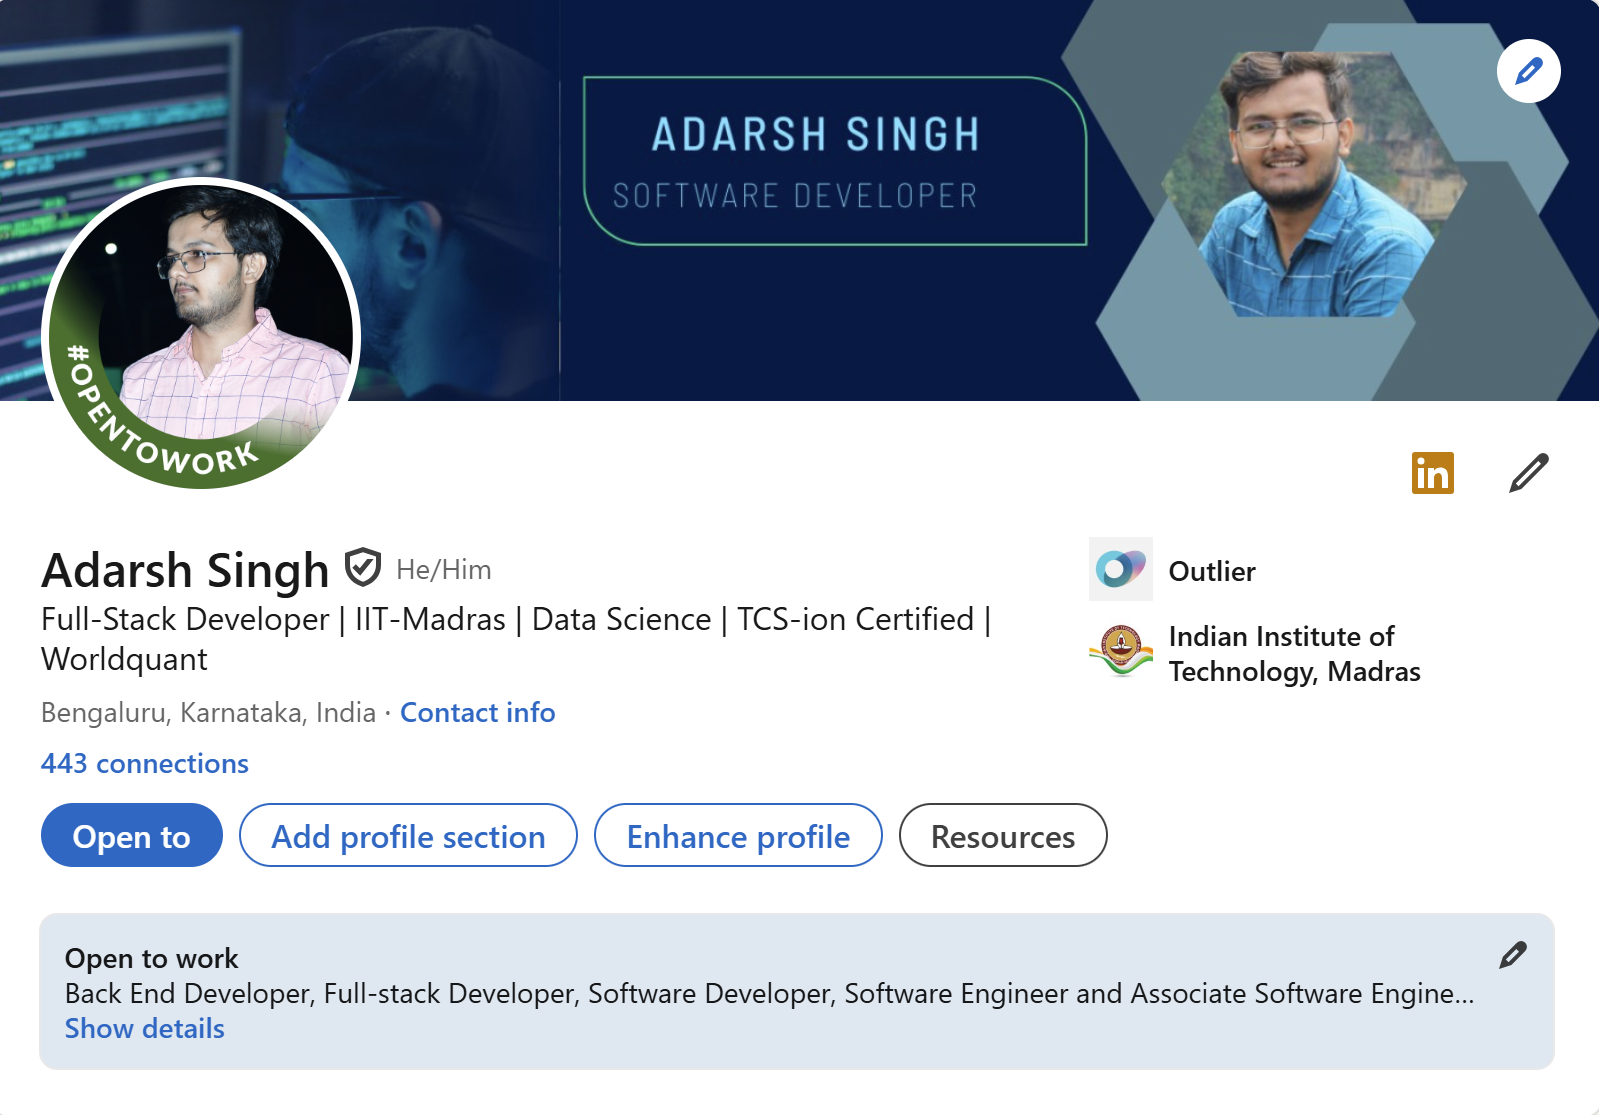 ADARSH SINGH
SOFTWARE DEVELOPER
#OPENTOWORK
in
Adarsh Singh He/Him
Full-Stack Developer | IIT-Madras | Data Science | TCS-ion Certified |
Worldquant
Bengaluru, Karnataka, India · Contact info
443 connections
Outlier
Indian Institute of
Technology, Madras
Open to
Add profile section
Enhance profile
Resources
Open to work
Back End Developer, Full-stack Developer, Software Developer, Software Engineer and Associate Software Engine...
Show details